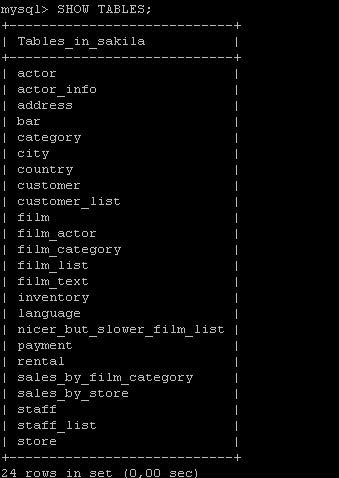 mysql> SHOW TABLES;
+----------------------------+
| Tables_in_sakila           |
+----------------------------+
| actor                      |
| actor_info                 |
| address                    |
| bar                        |
| category                   |
| city                       |
| country                    |
| customer                   |
| customer_list              |
| film                       |
| film_actor                 |
| film_category              |
| film_list                  |
| film_text                  |
| inventory                  |
| language                   |
| nicer_but_slower_film_list |
| payment                    |
| rental                     |
| sales_by_film_category     |
| sales_by_store             |
| staff                      |
| staff_list                 |
| store                      |
+----------------------------+
24 rows in set (0,00 sec)